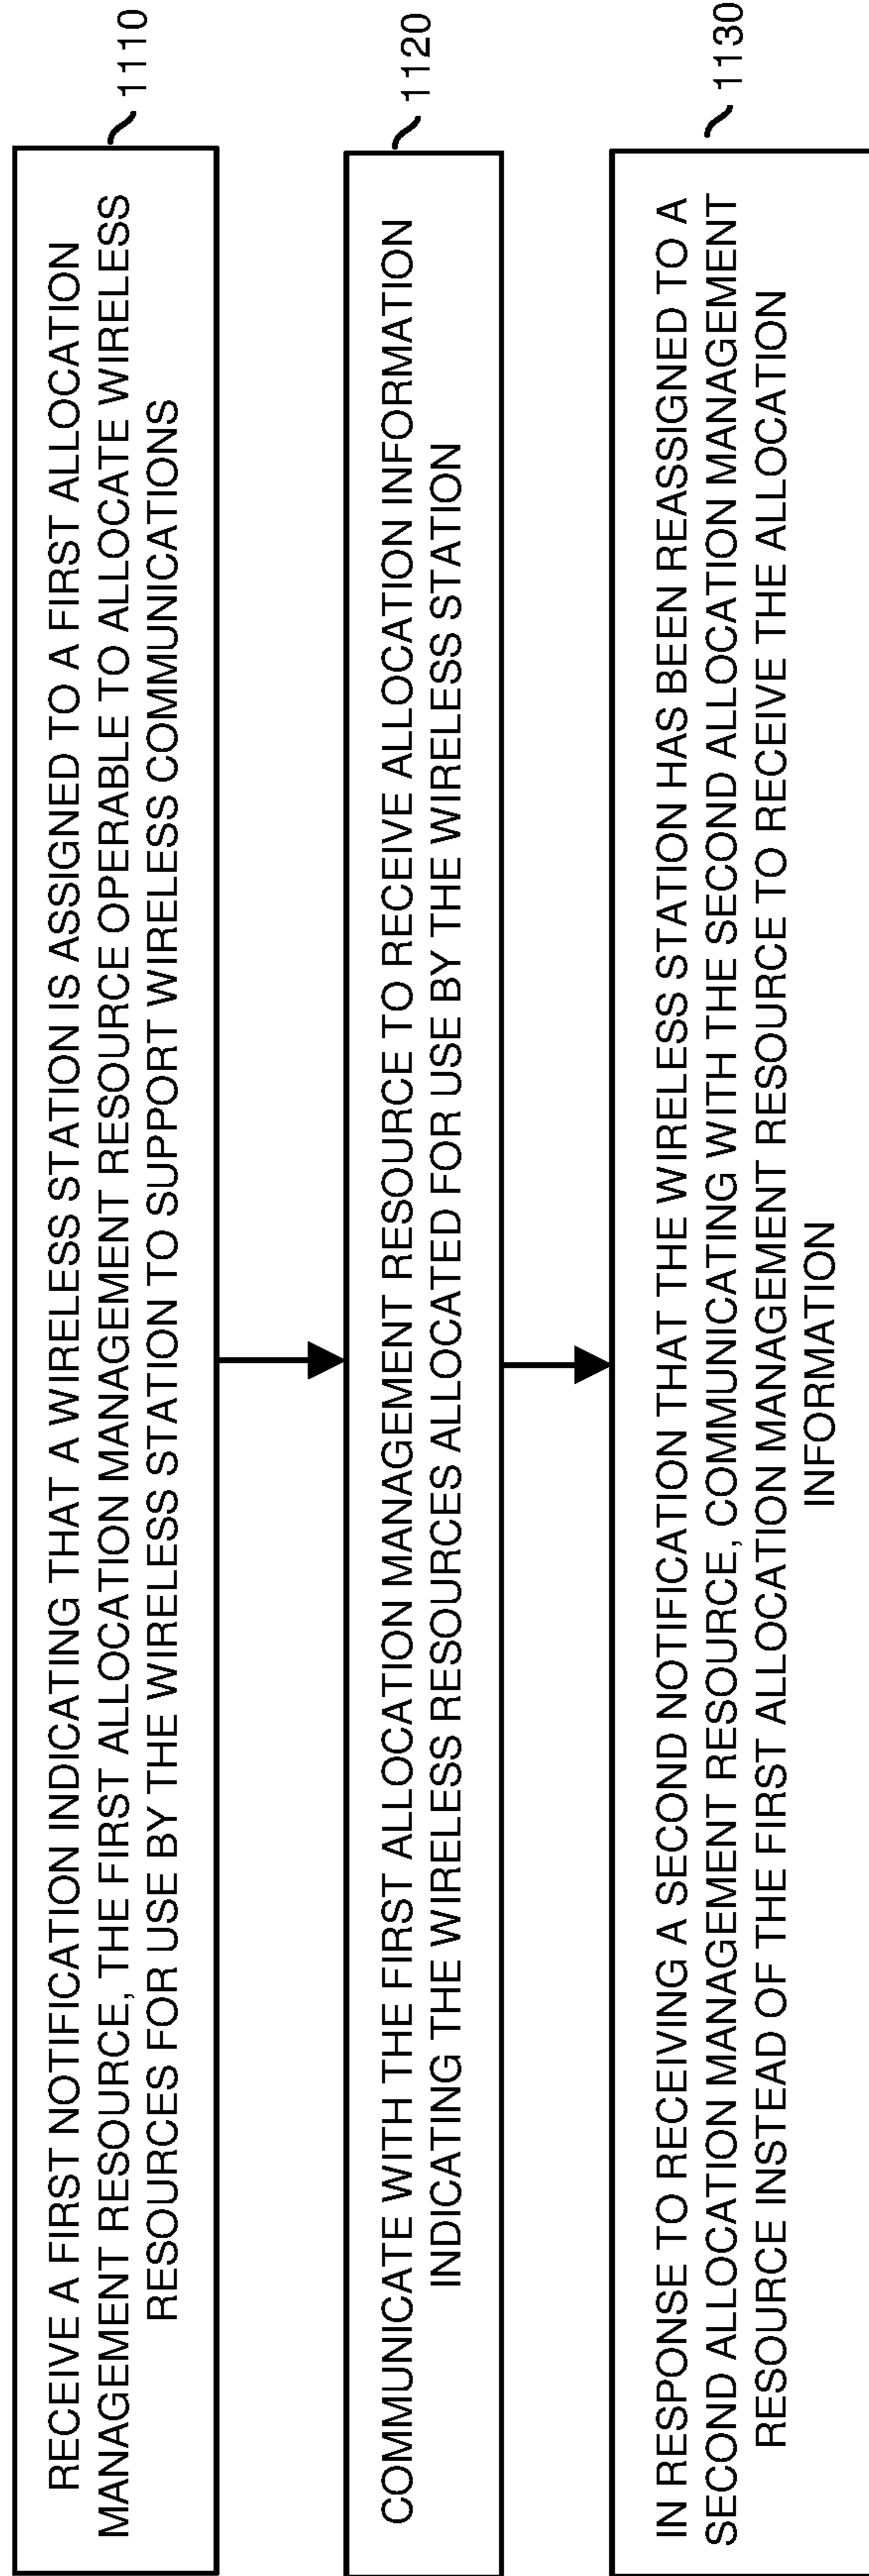 RECEIVE A FIRST NOTIFICATION INDICATING THAT A WIRELESS STATION IS ASSIGNED TO A FIRST ALLOCATION
MANAGEMENT RESOURCE, THE FIRST ALLOCATION MANAGEMENT RESOURCE OPERABLE TO ALLOCATE WIRELESS
RESOURCES FOR USE BY THE WIRELESS STATION TO SUPPORT WIRELESS COMMUNICATIONS
1110
COMMUNICATE WITH THE FIRST ALLOCATION MANAGEMENT RESOURCE TO RECEIVE ALLOCATION INFORMATION
INDICATING THE WIRELESS RESOURCES ALLOCATED FOR USE BY THE WIRELESS STATION
1120
IN RESPONSE TO RECEIVING A SECOND NOTIFICATION THAT THE WIRELESS STATION HAS BEEN REASSIGNED TO A
SECOND ALLOCATION MANAGEMENT RESOURCE, COMMUNICATING WITH THE SECOND ALLOCATION MANAGEMENT
RESOURCE INSTEAD OF THE FIRST ALLOCATION MANAGEMENT RESOURCE TO RECEIVE THE ALLOCATION
INFORMATION
1130